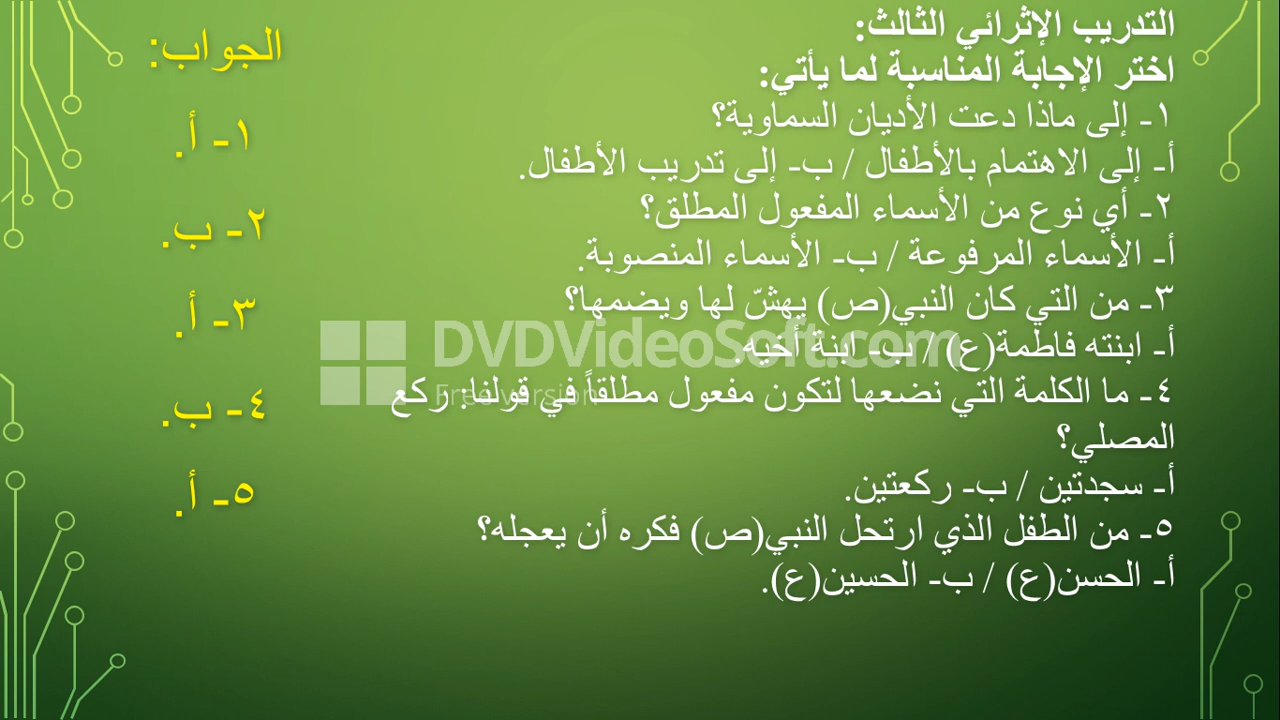 التدريب الإثرائي الثالث:
اختر الإجابة المناسبة لما يأتي:
١- إلى ماذا دعت الأديان السماوية؟
أ- إلى الاهتمام بالأطفال / ب- إلى تدريب الأطفال.
٢- أي نوع من الأسماء المفعول المطلق؟
أ- الأسماء المرفوعة / ب- الأسماء المنصوبة.
٣- من التي كان النبي(ص) يهشّ لها ويضمها؟
أ- ابنته فاطمة(ع) / ب- ابنة أخيه.
٤- ما الكلمة التي نضعها لتكون مفعول مطلقاً في قولنا: ركع
المصلي؟
أ- سجدتين / ب- ركعتين.
٥- من الطفل الذي ارتحل النبي(ص) فكره أن يعجله؟
أ- الحسن(ع) / ب- الحسين(ع).
الجواب:
١- أ.
٢- ب.
٣- أ.
٤- ب.
٥- أ.
DVDVideoSoft.com
Free version